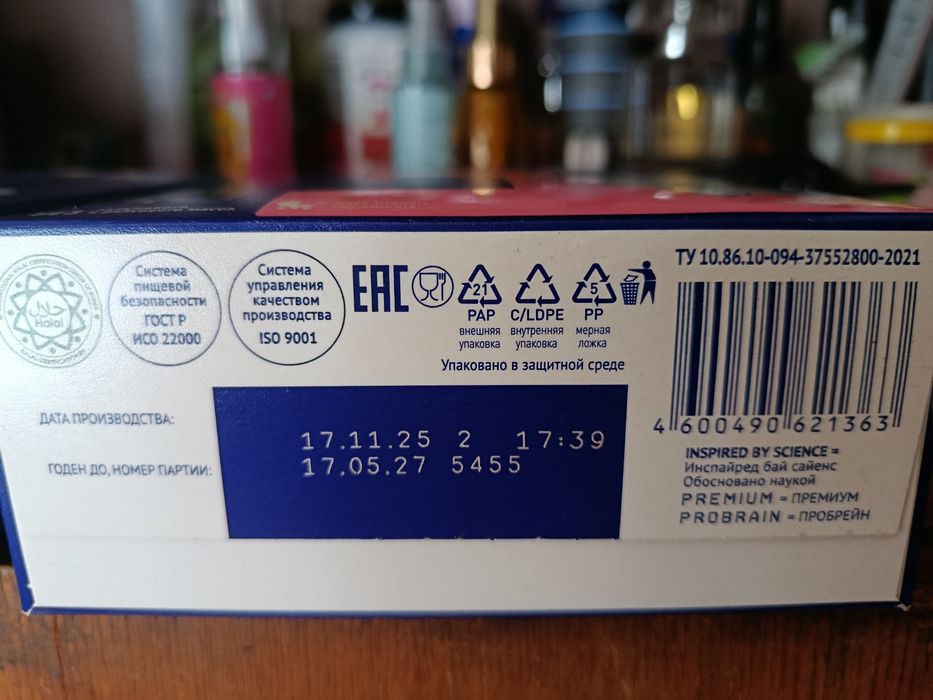 Halal
Система
пищевой
безопасности
ГОСТ Р
ИСО 22000
Система
управления
качеством
производства
ISO 9001
EAC
21
PAP
внешняя
упаковка
C/LDPE
внутренняя
упаковка
5
PP
мерная
ложка
Упаковано в защитной среде
ТУ 10.86.10-094-37552800-2021
4 600490 621363
ДАТА ПРОИЗВОДСТВА:
17.11.25 2 17:39
ГОДЕН ДО, НОМЕР ПАРТИИ:
17.05.27 5455
INSPIRED BY SCIENCE =
Инспайред бай сайенс
Обосновано наукой
PREMIUM = ПРЕМИУМ
PROBRAIN = ПРОБРЕЙН